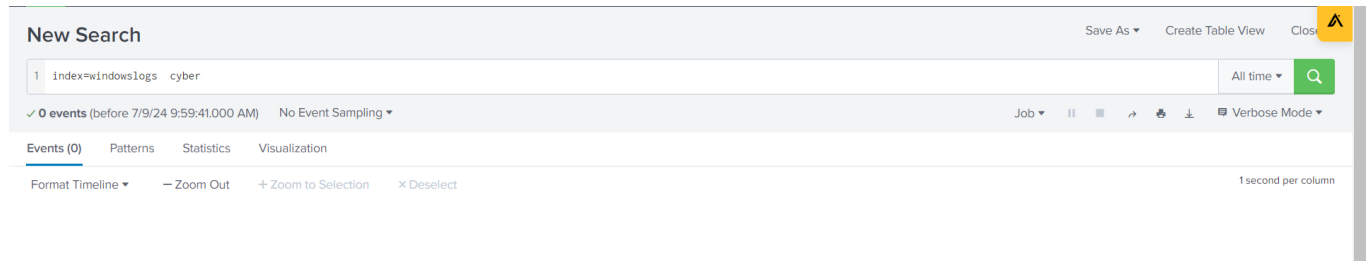 New Search Save As ▾ Create Table View Clos
1 index=windowslogs cyber All time ▾
✓ 0 events (before 7/9/24 9:59:41.000 AM) No Event Sampling ▾ Job ▾ Verbose Mode ▾
Events (0) Patterns Statistics Visualization
Format Timeline ▾ — Zoom Out + Zoom to Selection × Deselect 1 second per column